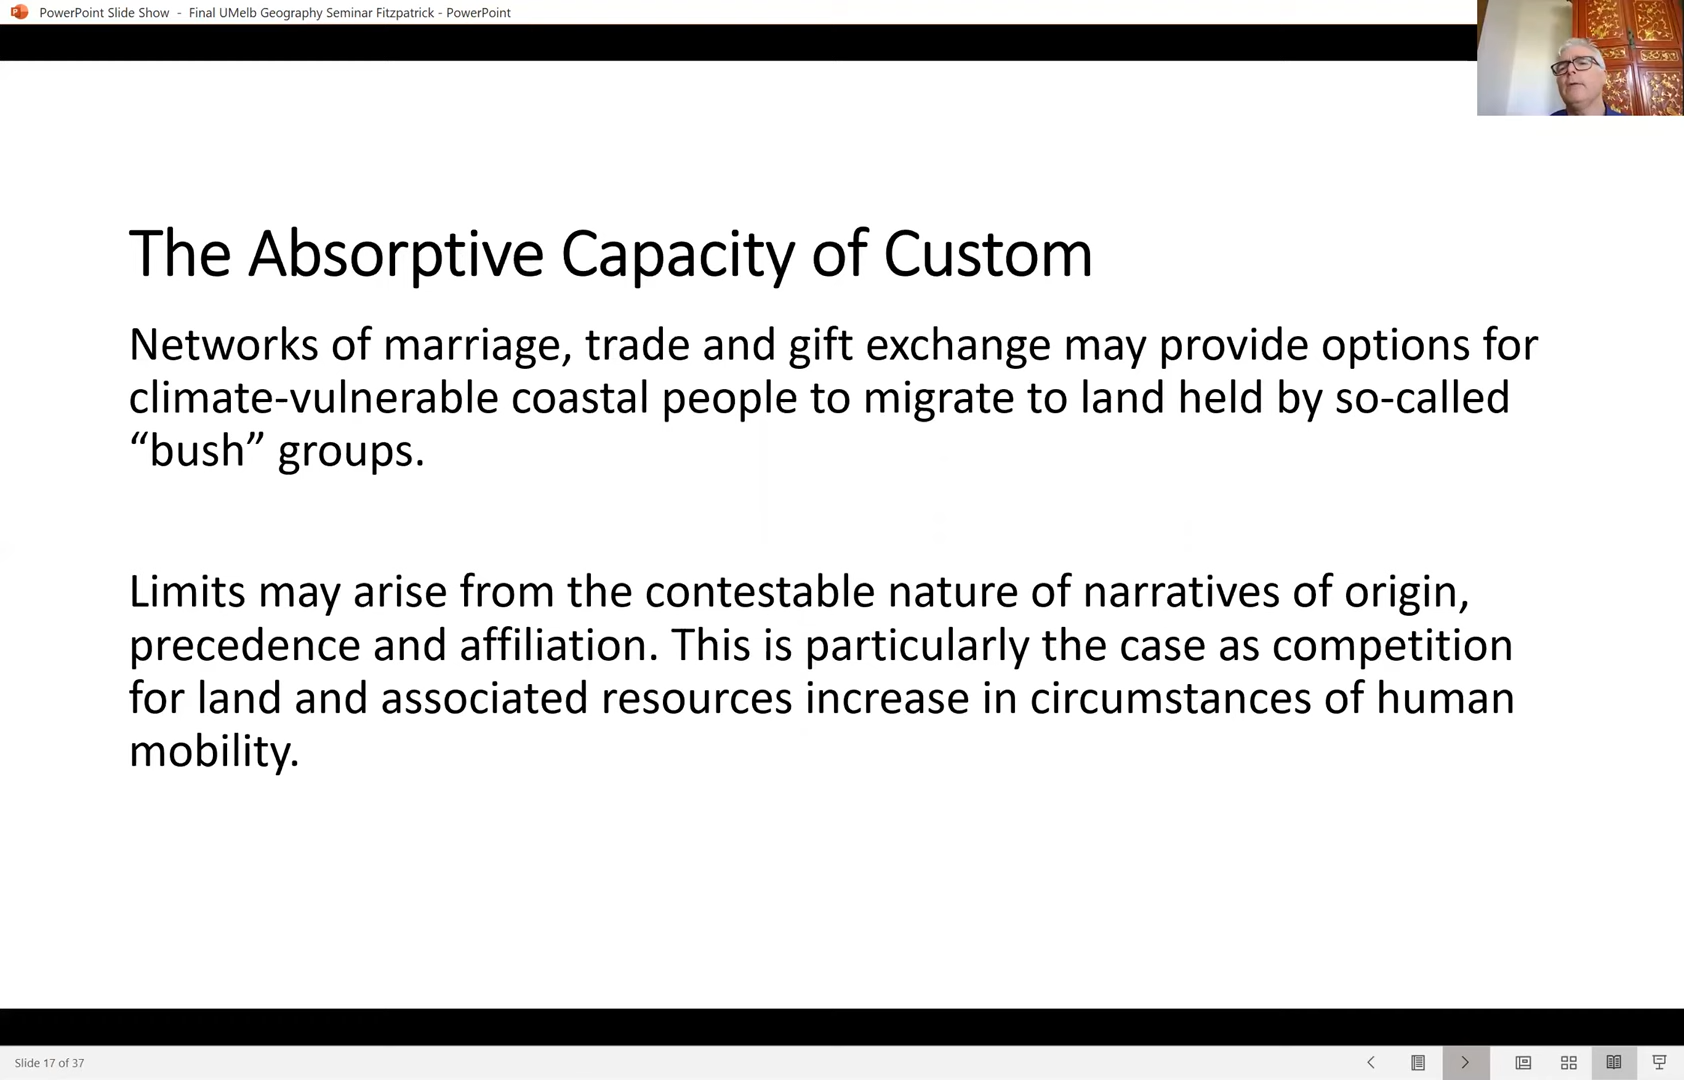 PowerPoint Slide Show - Final UMelb Geography Seminar Fitzpatrick - PowerPoint
The Absorptive Capacity of Custom
Networks of marriage, trade and gift exchange may provide options for
climate-vulnerable coastal people to migrate to land held by so-called
“bush” groups.
Limits may arise from the contestable nature of narratives of origin,
precedence and affiliation. This is particularly the case as competition
for land and associated resources increase in circumstances of human
mobility.
Slide 17 of 37